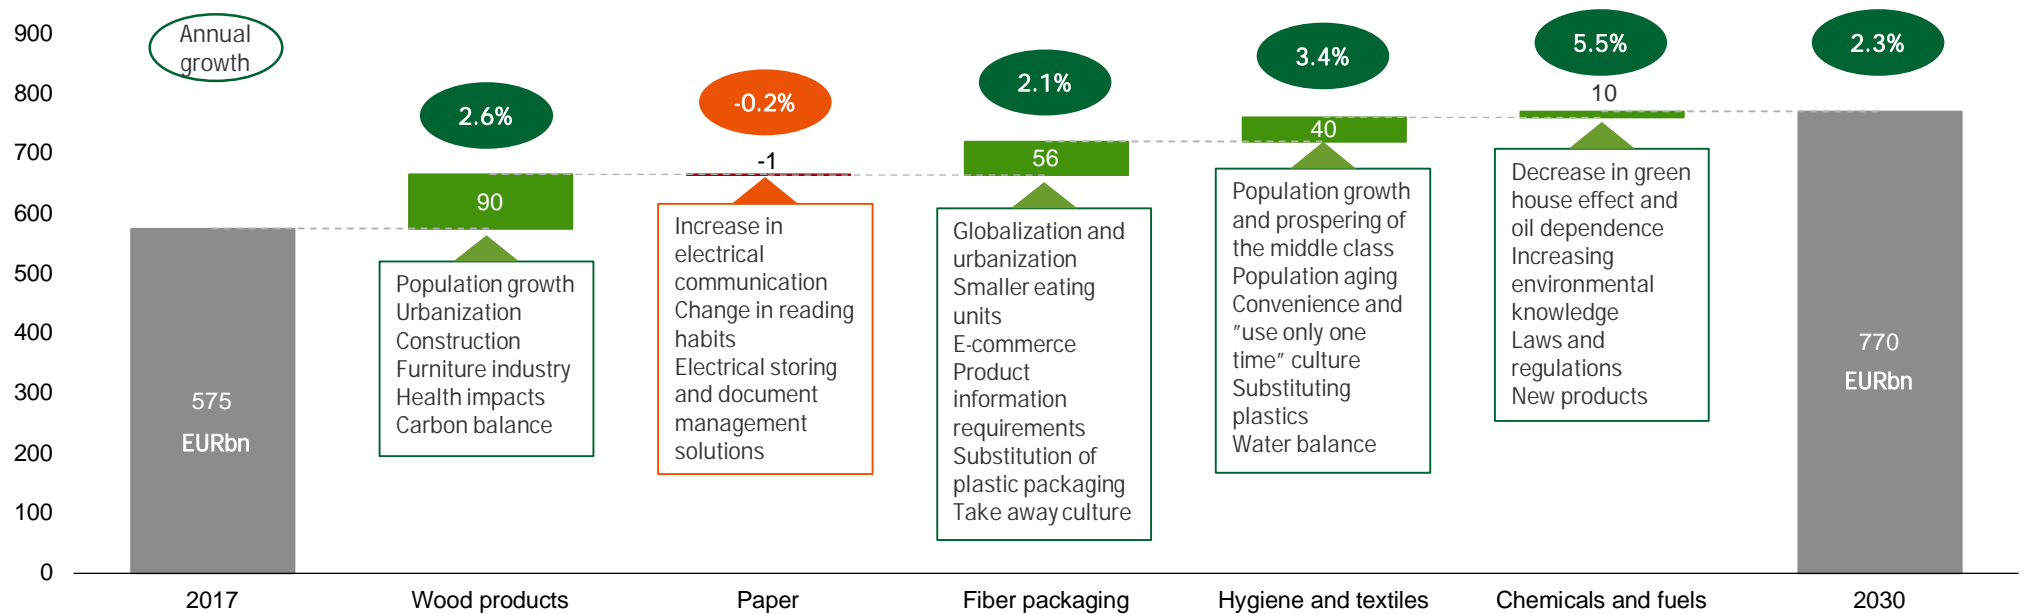 900
800
700
600
500
400
300
200
100
0
Annual
growth
575
EURbn
2017
2.6%
90
Population growth
Urbanization
Construction
Furniture industry
Health impacts
Carbon balance
Wood products
-0.2%
-1
Increase in
electrical
communication
Change in reading
habits
Electrical storing
and document
management
solutions
Paper
2.1%
56
Globalization and
urbanization
Smaller eating
units
E-commerce
Product
information
requirements
Substitution of
plastic packaging
Take away culture
Fiber packaging
3.4%
40
Population growth
and prospering of
the middle class
Population aging
Convenience and
”use only one
time” culture
Substituting
plastics
Water balance
Hygiene and textiles
5.5%
10
Decrease in green
house effect and
oil dependence
Increasing
environmental
knowledge
Laws and
regulations
New products
Chemicals and fuels
2.3%
770
EURbn
2030